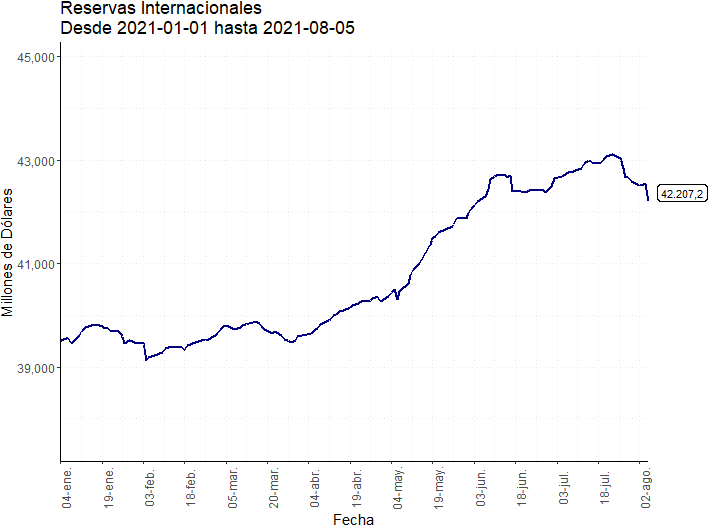 Reservas Internacionales
Desde 2021-01-01 hasta 2021-08-05
Millones de Dólares
45,000
43,000
41,000
39,000
42.207,2
04-ene.
19-ene.
03-feb.
18-feb.
05-mar.
20-mar.
04-abr.
19-abr.
04-may.
19-may.
03-jun.
18-jun.
03-jul.
18-jul.
02-ago.
Fecha